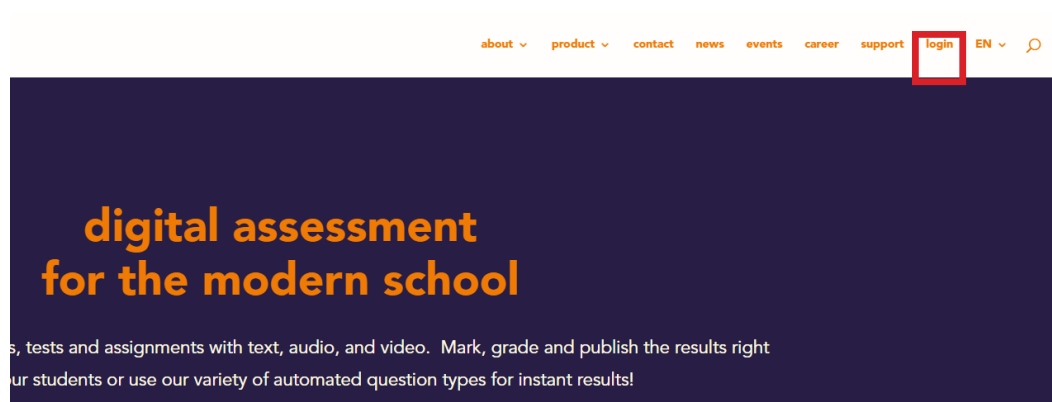 about product contact news events career support login EN
digital assessment
for the modern school
s, tests and assignments with text, audio, and video. Mark, grade and publish the results right
ur students or use our variety of automated question types for instant results!